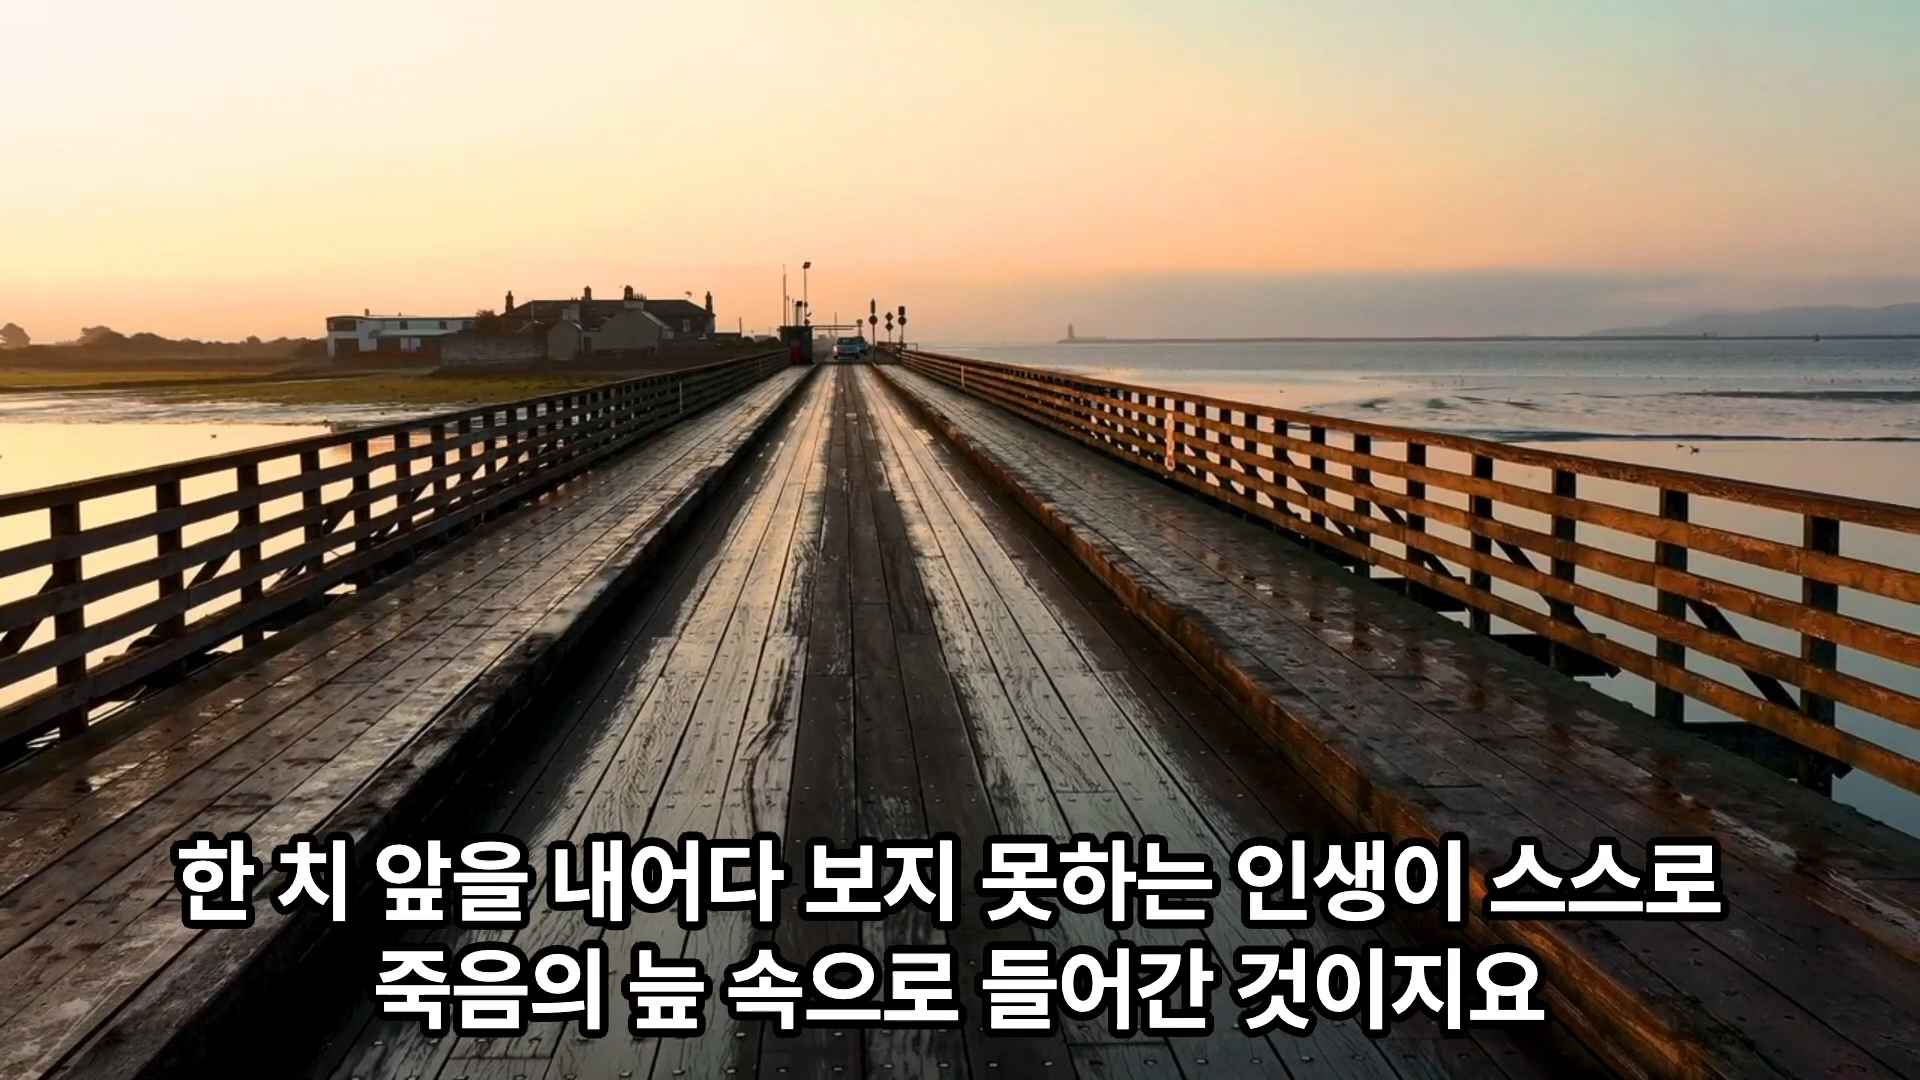 한 치 앞을 내어다 보지 못하는 인생이 스스로
죽음의 늪 속으로 들어간 것이지요